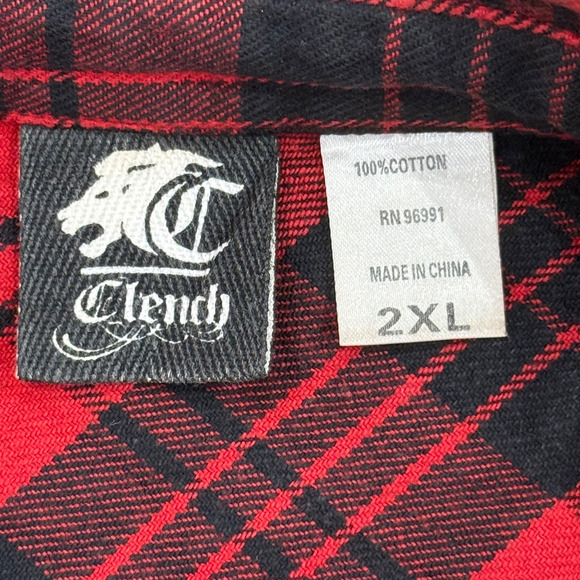 C
Clench
100%COTTON
RN 96991
MADE IN CHINA
2XL